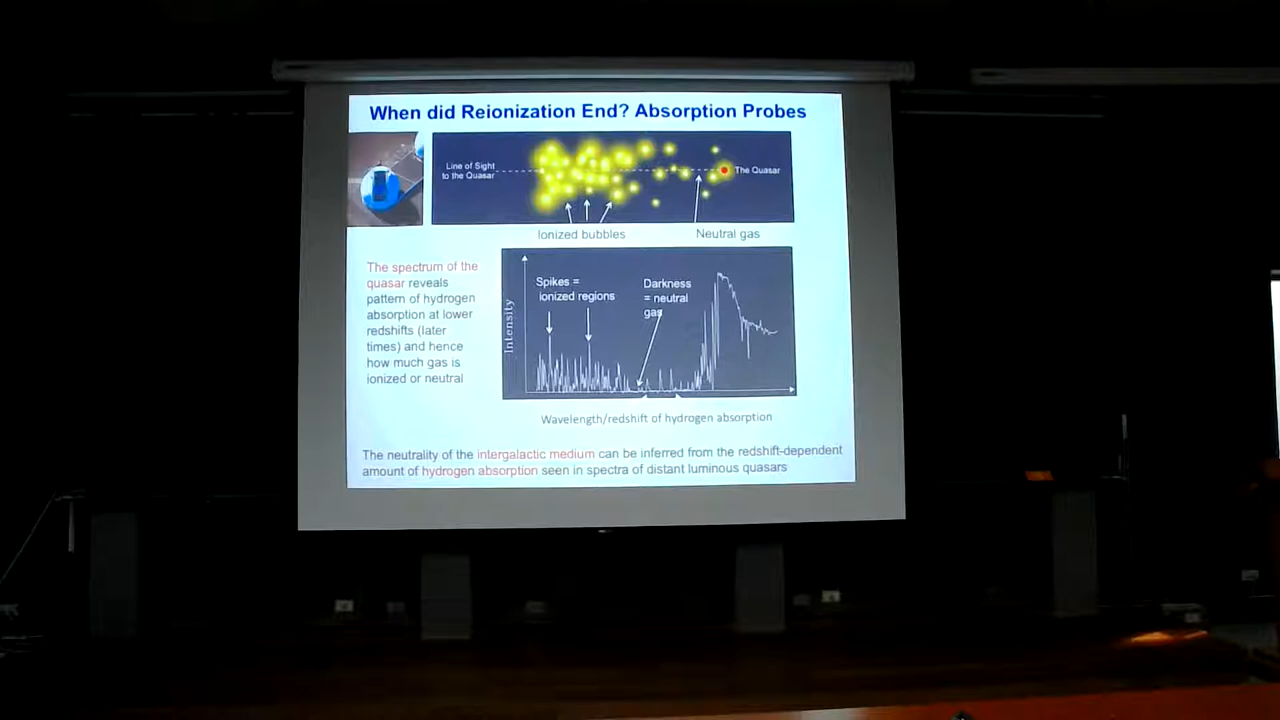 When did Reionization End? Absorption Probes
Line of Sight
to the Quasar
The Quasar
Ionized bubbles
Neutral gas
The spectrum of the
quasar reveals
pattern of hydrogen
absorption at lower
redshifts (later
times) and hence
how much gas is
ionized or neutral
Intensity
Spikes =
ionized regions
Darkness
= neutral
gas
Wavelength/redshift of hydrogen absorption
The neutrality of the intergalactic medium can be inferred from the redshift-dependent
amount of hydrogen absorption seen in spectra of distant luminous quasars